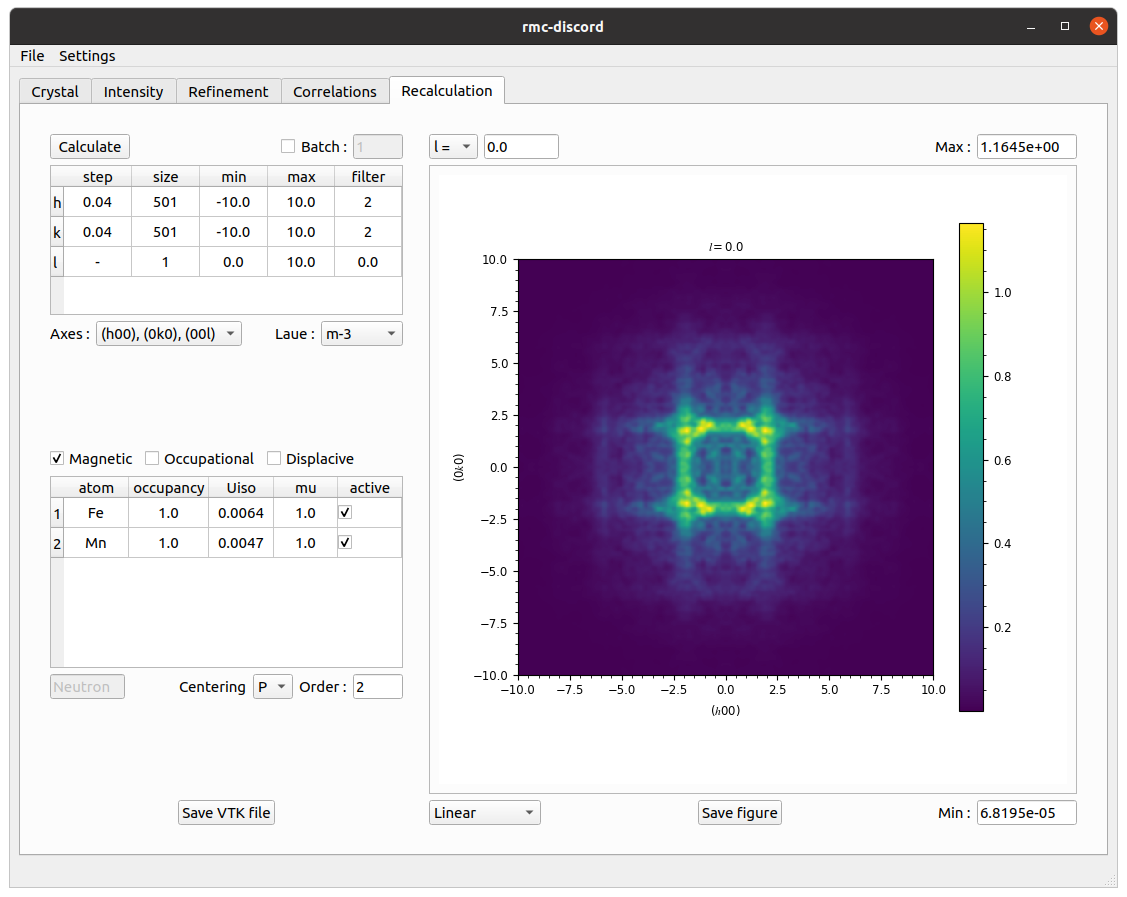 rmc-discord
File Settings
Crystal Intensity Refinement Correlations Recalculation
Calculate Batch : 1 l = 0.0 Max : 1.1645e+00
step size min max filter
h 0.04 501 -10.0 10.0 2
k 0.04 501 -10.0 10.0 2
l - 1 0.0 10.0 0.0
Axes : (h00), (0k0), (00l) Laue : m-3
Magnetic Occupational Displacive
atom occupancy Uiso mu active
1 Fe 1.0 0.0064 1.0
2 Mn 1.0 0.0047 1.0
Neutron Centering P Order : 2
Save VTK file
l = 0.0
10.0
7.5
5.0
2.5
0.0
−2.5
−5.0
−7.5
−10.0
(0k0)
−10.0 −7.5 −5.0 −2.5 0.0 2.5 5.0 7.5 10.0
(h00)
1.0
0.8
0.6
0.4
0.2
Linear Save figure Min : 6.8195e-05